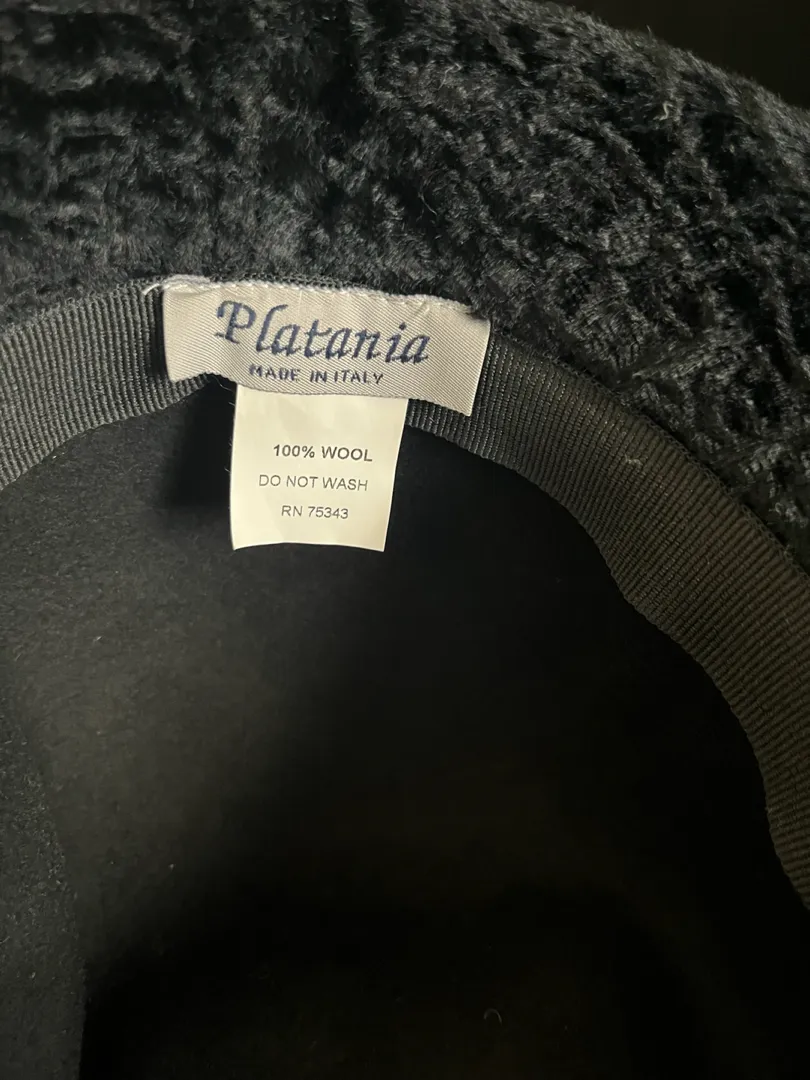 Platania
MADE IN ITALY
100% WOOL
DO NOT WASH
RN 75343